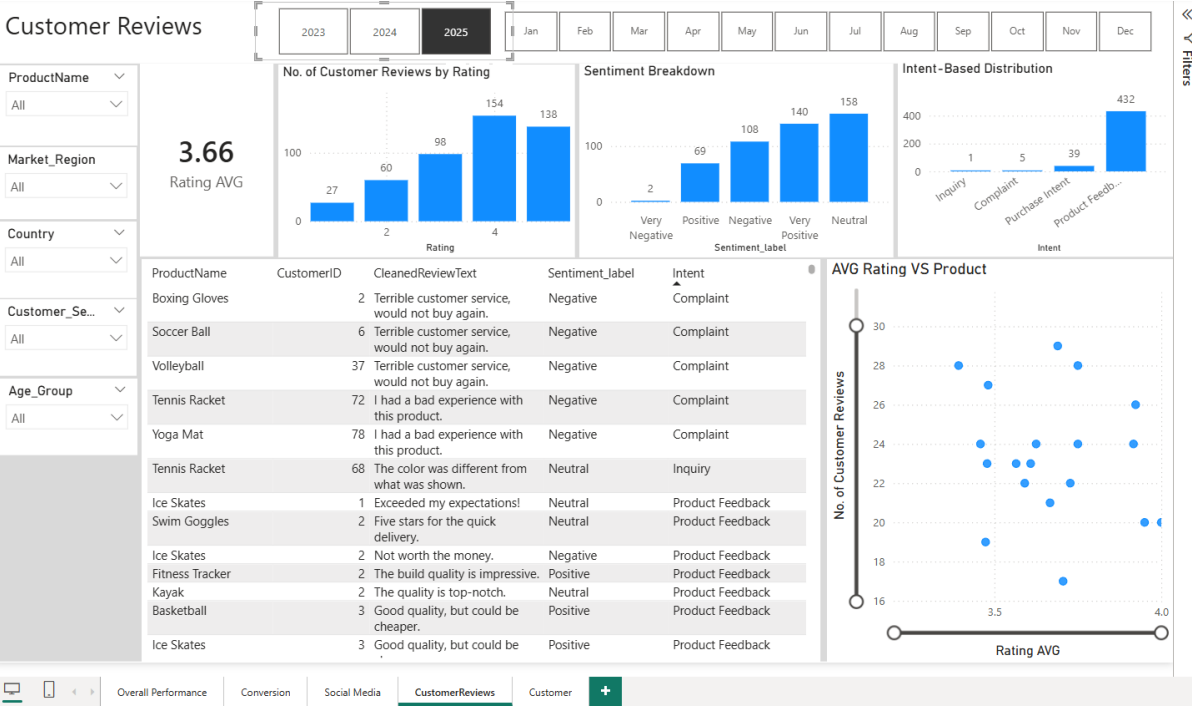 Customer Reviews
2023 2024 2025
Jan Feb Mar Apr May Jun Jul Aug Sep Oct Nov Dec
Filters
ProductName
All
Market_Region
All
Country
All
Customer_Se...
All
Age_Group
All
3.66
Rating AVG
No. of Customer Reviews by Rating
100
0
27
60
98
154
138
2
4
Rating
Sentiment Breakdown
100
0
2
69
108
140
158
Very Negative
Positive
Negative
Very Positive
Neutral
Sentiment_label
Intent-Based Distribution
400
200
0
1
5
39
432
Inquiry
Complaint
Purchase Intent
Product Feedb...
Intent
ProductName CustomerID CleanedReviewText Sentiment_label Intent
Boxing Gloves 2 Terrible customer service, would not buy again. Negative Complaint
Soccer Ball 6 Terrible customer service, would not buy again. Negative Complaint
Volleyball 37 Terrible customer service, would not buy again. Negative Complaint
Tennis Racket 72 I had a bad experience with this product. Negative Complaint
Yoga Mat 78 I had a bad experience with this product. Negative Complaint
Tennis Racket 68 The color was different from what was shown. Neutral Inquiry
Ice Skates 1 Exceeded my expectations! Neutral Product Feedback
Swim Goggles 2 Five stars for the quick delivery. Neutral Product Feedback
Ice Skates 2 Not worth the money. Negative Product Feedback
Fitness Tracker 2 The build quality is impressive. Positive Product Feedback
Kayak 2 The quality is top-notch. Neutral Product Feedback
Basketball 3 Good quality, but could be cheaper. Positive Product Feedback
Ice Skates 3 Good quality, but could be Positive Product Feedback
AVG Rating VS Product
No. of Customer Reviews
30
28
26
24
22
20
18
16
3.5
4.0
Rating AVG
Overall Performance Conversion Social Media CustomerReviews Customer +